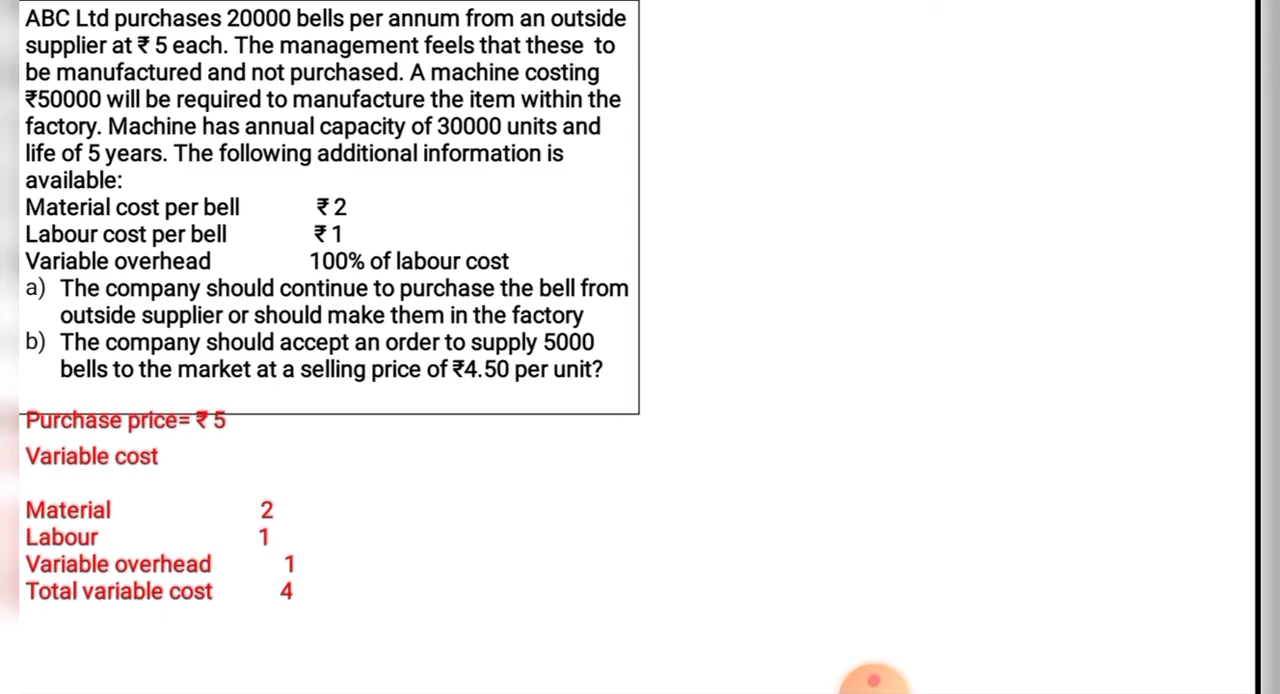 ABC Ltd purchases 20000 bells per annum from an outside
supplier at ₹ 5 each. The management feels that these to
be manufactured and not purchased. A machine costing
₹50000 will be required to manufacture the item within the
factory. Machine has annual capacity of 30000 units and
life of 5 years. The following additional information is
available:
Material cost per bell ₹ 2
Labour cost per bell ₹ 1
Variable overhead 100% of labour cost
a) The company should continue to purchase the bell from
outside supplier or should make them in the factory
b) The company should accept an order to supply 5000
bells to the market at a selling price of ₹4.50 per unit?
Purchase price= ₹ 5
Variable cost
Material 2
Labour 1
Variable overhead 1
Total variable cost 4